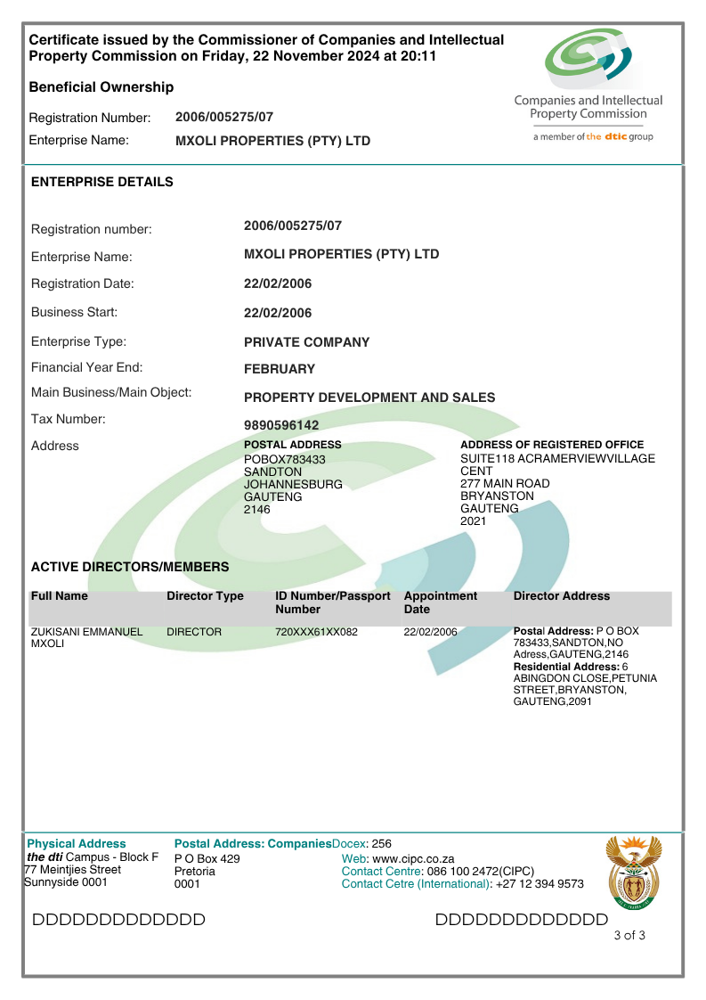 Certificate issued by the Commissioner of Companies and Intellectual
Property Commission on Friday, 22 November 2024 at 20:11
Beneficial Ownership
Registration Number: 2006/005275/07
Enterprise Name: MXOLI PROPERTIES (PTY) LTD
Companies and Intellectual
Property Commission
a member of the dtic group
ENTERPRISE DETAILS
Registration number: 2006/005275/07
Enterprise Name: MXOLI PROPERTIES (PTY) LTD
Registration Date: 22/02/2006
Business Start: 22/02/2006
Enterprise Type: PRIVATE COMPANY
Financial Year End: FEBRUARY
Main Business/Main Object: PROPERTY DEVELOPMENT AND SALES
Tax Number: 9890596142
Address
POSTAL ADDRESS
POBOX783433
SANDTON
JOHANNESBURG
GAUTENG
2146
ADDRESS OF REGISTERED OFFICE
SUITE118 ACRAMERVIEWVILLAGE
CENT
277 MAIN ROAD
BRYANSTON
GAUTENG
2021
ACTIVE DIRECTORS/MEMBERS
Full Name
Director Type
ID Number/Passport
Number
Appointment
Date
Director Address
ZUKISANI EMMANUEL
MXOLI
DIRECTOR
720XXX61XX082
22/02/2006
Postal Address: P O BOX
783433,SANDTON,NO
Adress,GAUTENG,2146
Residential Address: 6
ABINGDON CLOSE,PETUNIA
STREET,BRYANSTON,
GAUTENG,2091
Physical Address
the dti Campus - Block F
77 Meintjies Street
Sunnyside 0001
Postal Address: Companies
P O Box 429
Pretoria
0001
Docex: 256
Web: www.cipc.co.za
Contact Centre: 086 100 2472(CIPC)
Contact Cetre (International): +27 12 394 9573
DDDDDDDDDDDDD
DDDDDDDDDDDDD
3 of 3